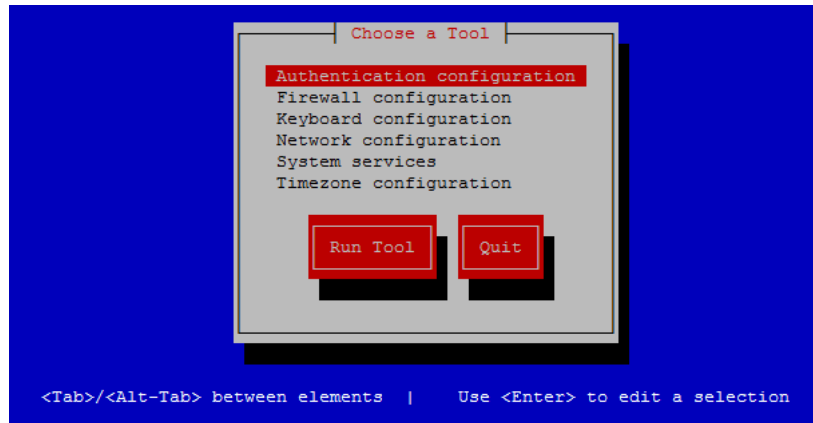 Choose a Tool
Authentication configuration
Firewall configuration
Keyboard configuration
Network configuration
System services
Timezone configuration
Run Tool Quit
<Tab>/<Alt-Tab> between elements | Use <Enter> to edit a selection